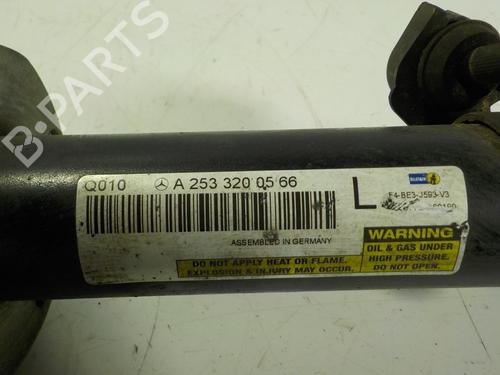 Q010 A 253 320 05 66
L
BILSTEIN
F4-BE3-J593-V3
ASSEMBLED IN GERMANY
DO NOT APPLY HEAT OR FLAME.
EXPLOSION & INJURY MAY OCCUR.
WARNING
OIL & GAS UNDER
HIGH PRESSURE.
DO NOT OPEN.
B-PARTS